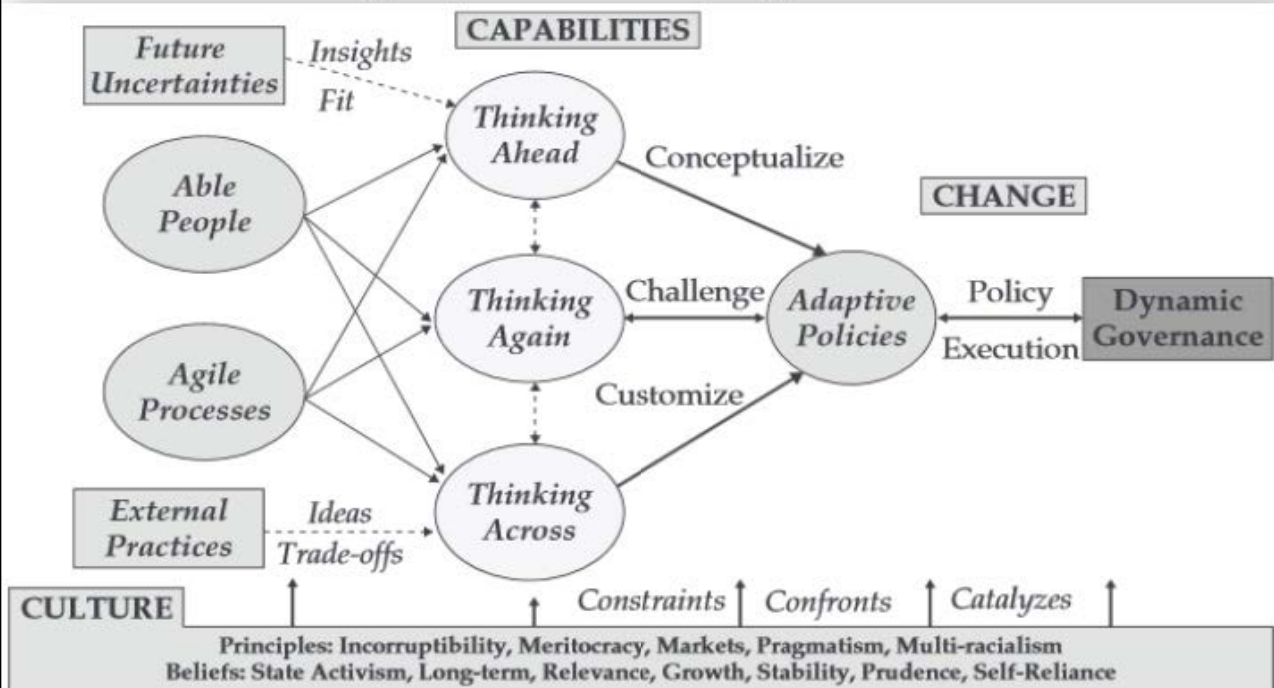 CAPABILITIES
Future
Uncertainties
Insights
Fit
Thinking
Ahead
Conceptualize
Able
People
CHANGE
Thinking
Again
Challenge
Adaptive
Policies
Policy
Execution
Dynamic
Governance
Agile
Processes
Customize
External
Practices
Ideas
Trade-offs
Thinking
Across
CULTURE
Constraints
Confronts
Catalyzes
Principles: Incorruptibility, Meritocracy, Markets, Pragmatism, Multi-racialism
Beliefs: State Activism, Long-term, Relevance, Growth, Stability, Prudence, Self-Reliance